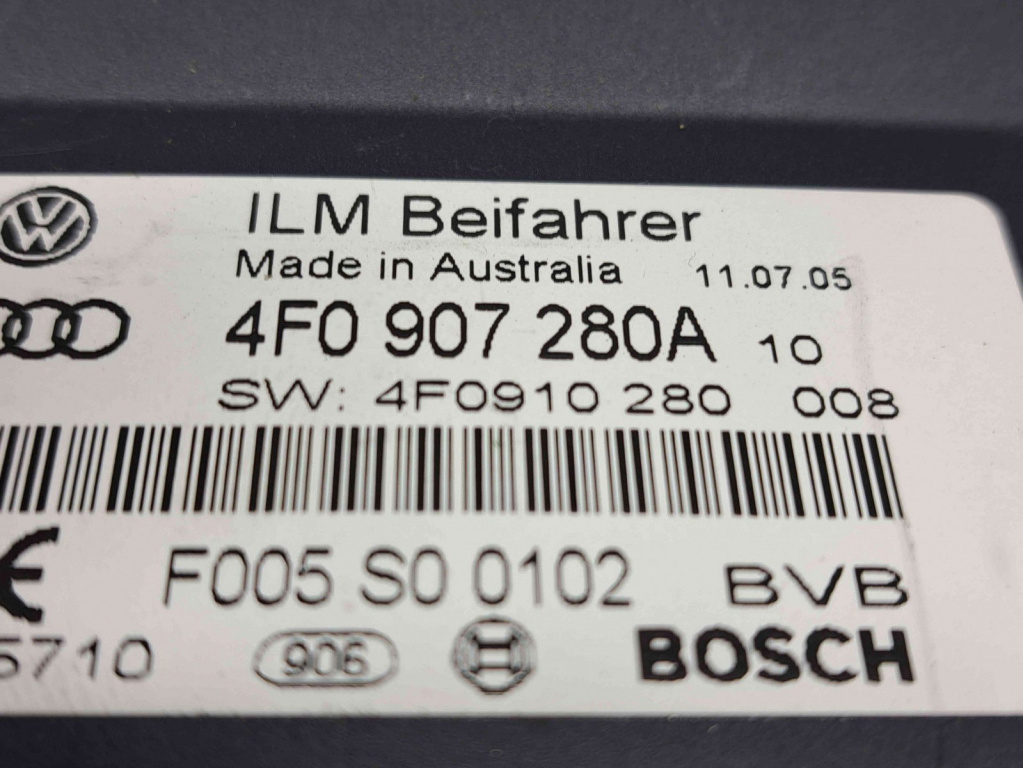 ILM Beifahrer
Made in Australia 11.07.05
4F0 907 280A 10
SW: 4F0910 280 008
F005 S0 0102 BVB
5710 906 BOSCH